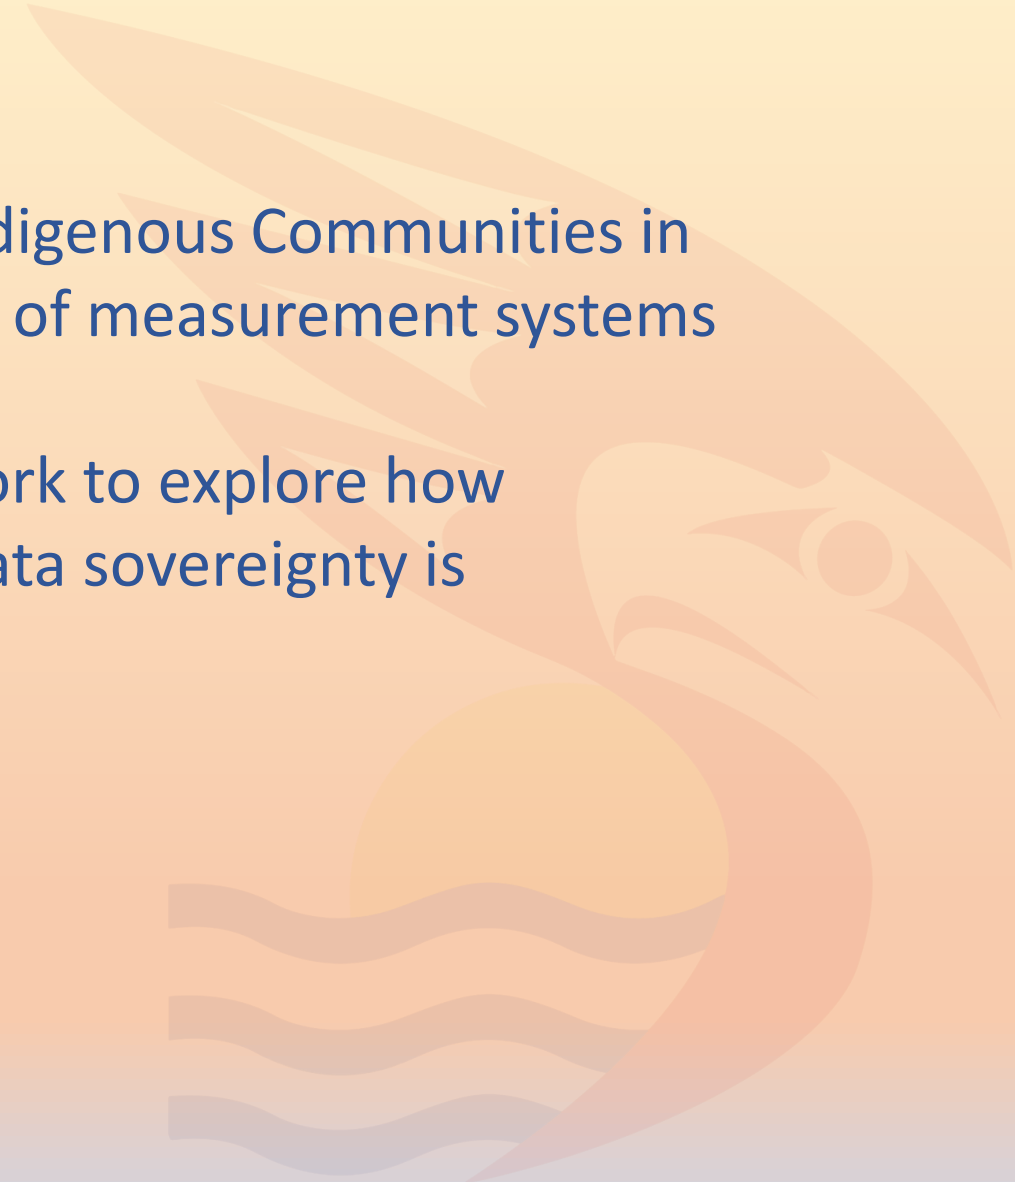 digenous Communities in
of measurement systems
ork to explore how
ata sovereignty is